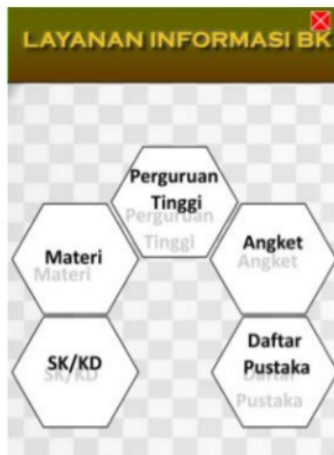 LAYANAN INFORMASI BK
Perguruan
Tinggi
Perguruan
Tinggi
Materi
Materi
Angket
Angket
SK/KD
SK/KD
Daftar
Pustaka
Daftar
Pustaka